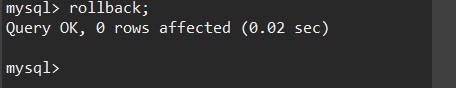 mysql> rollback;
Query OK, 0 rows affected (0.02 sec)
mysql>